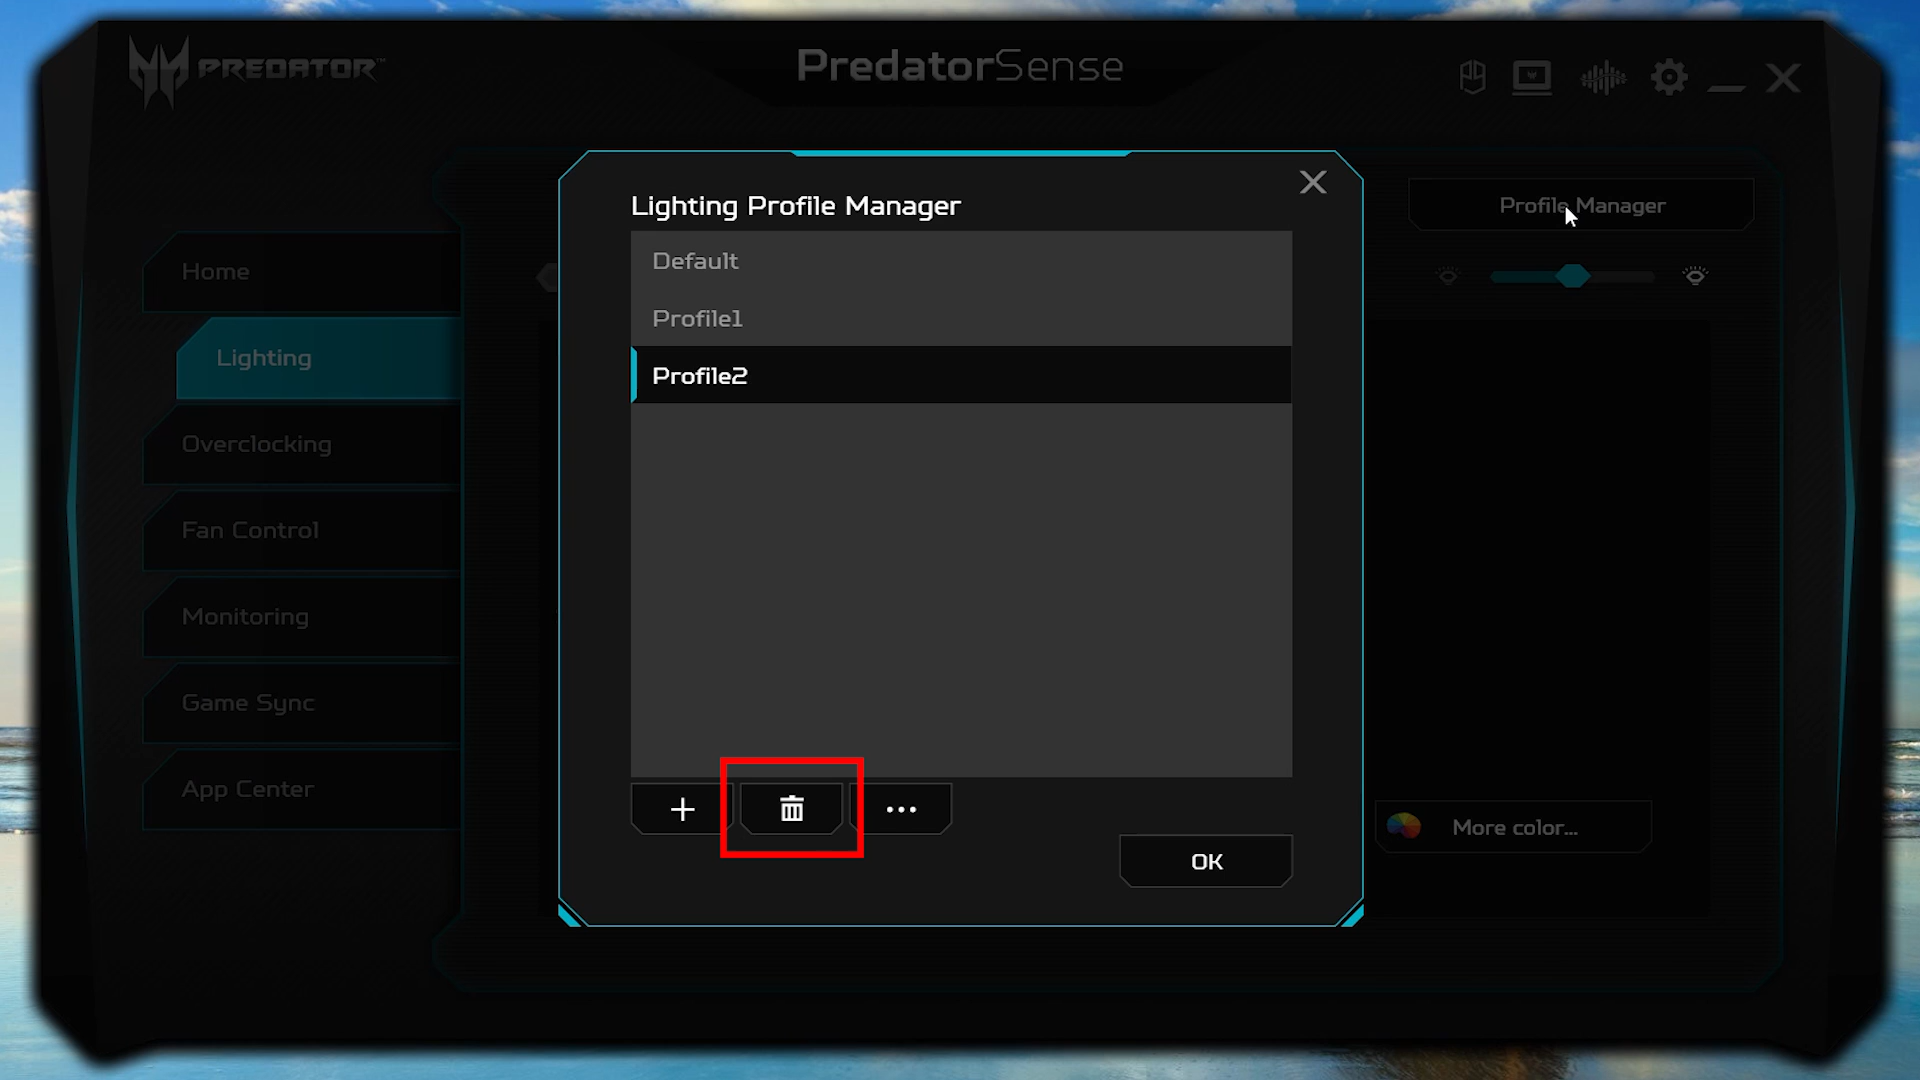 PREDATOR™
PredatorSense
Lighting Profile Manager
Profile Manager
Default
Profile1
Profile2
Home
Lighting
Overclocking
Fan Control
Monitoring
Game Sync
App Center
More color...
OK